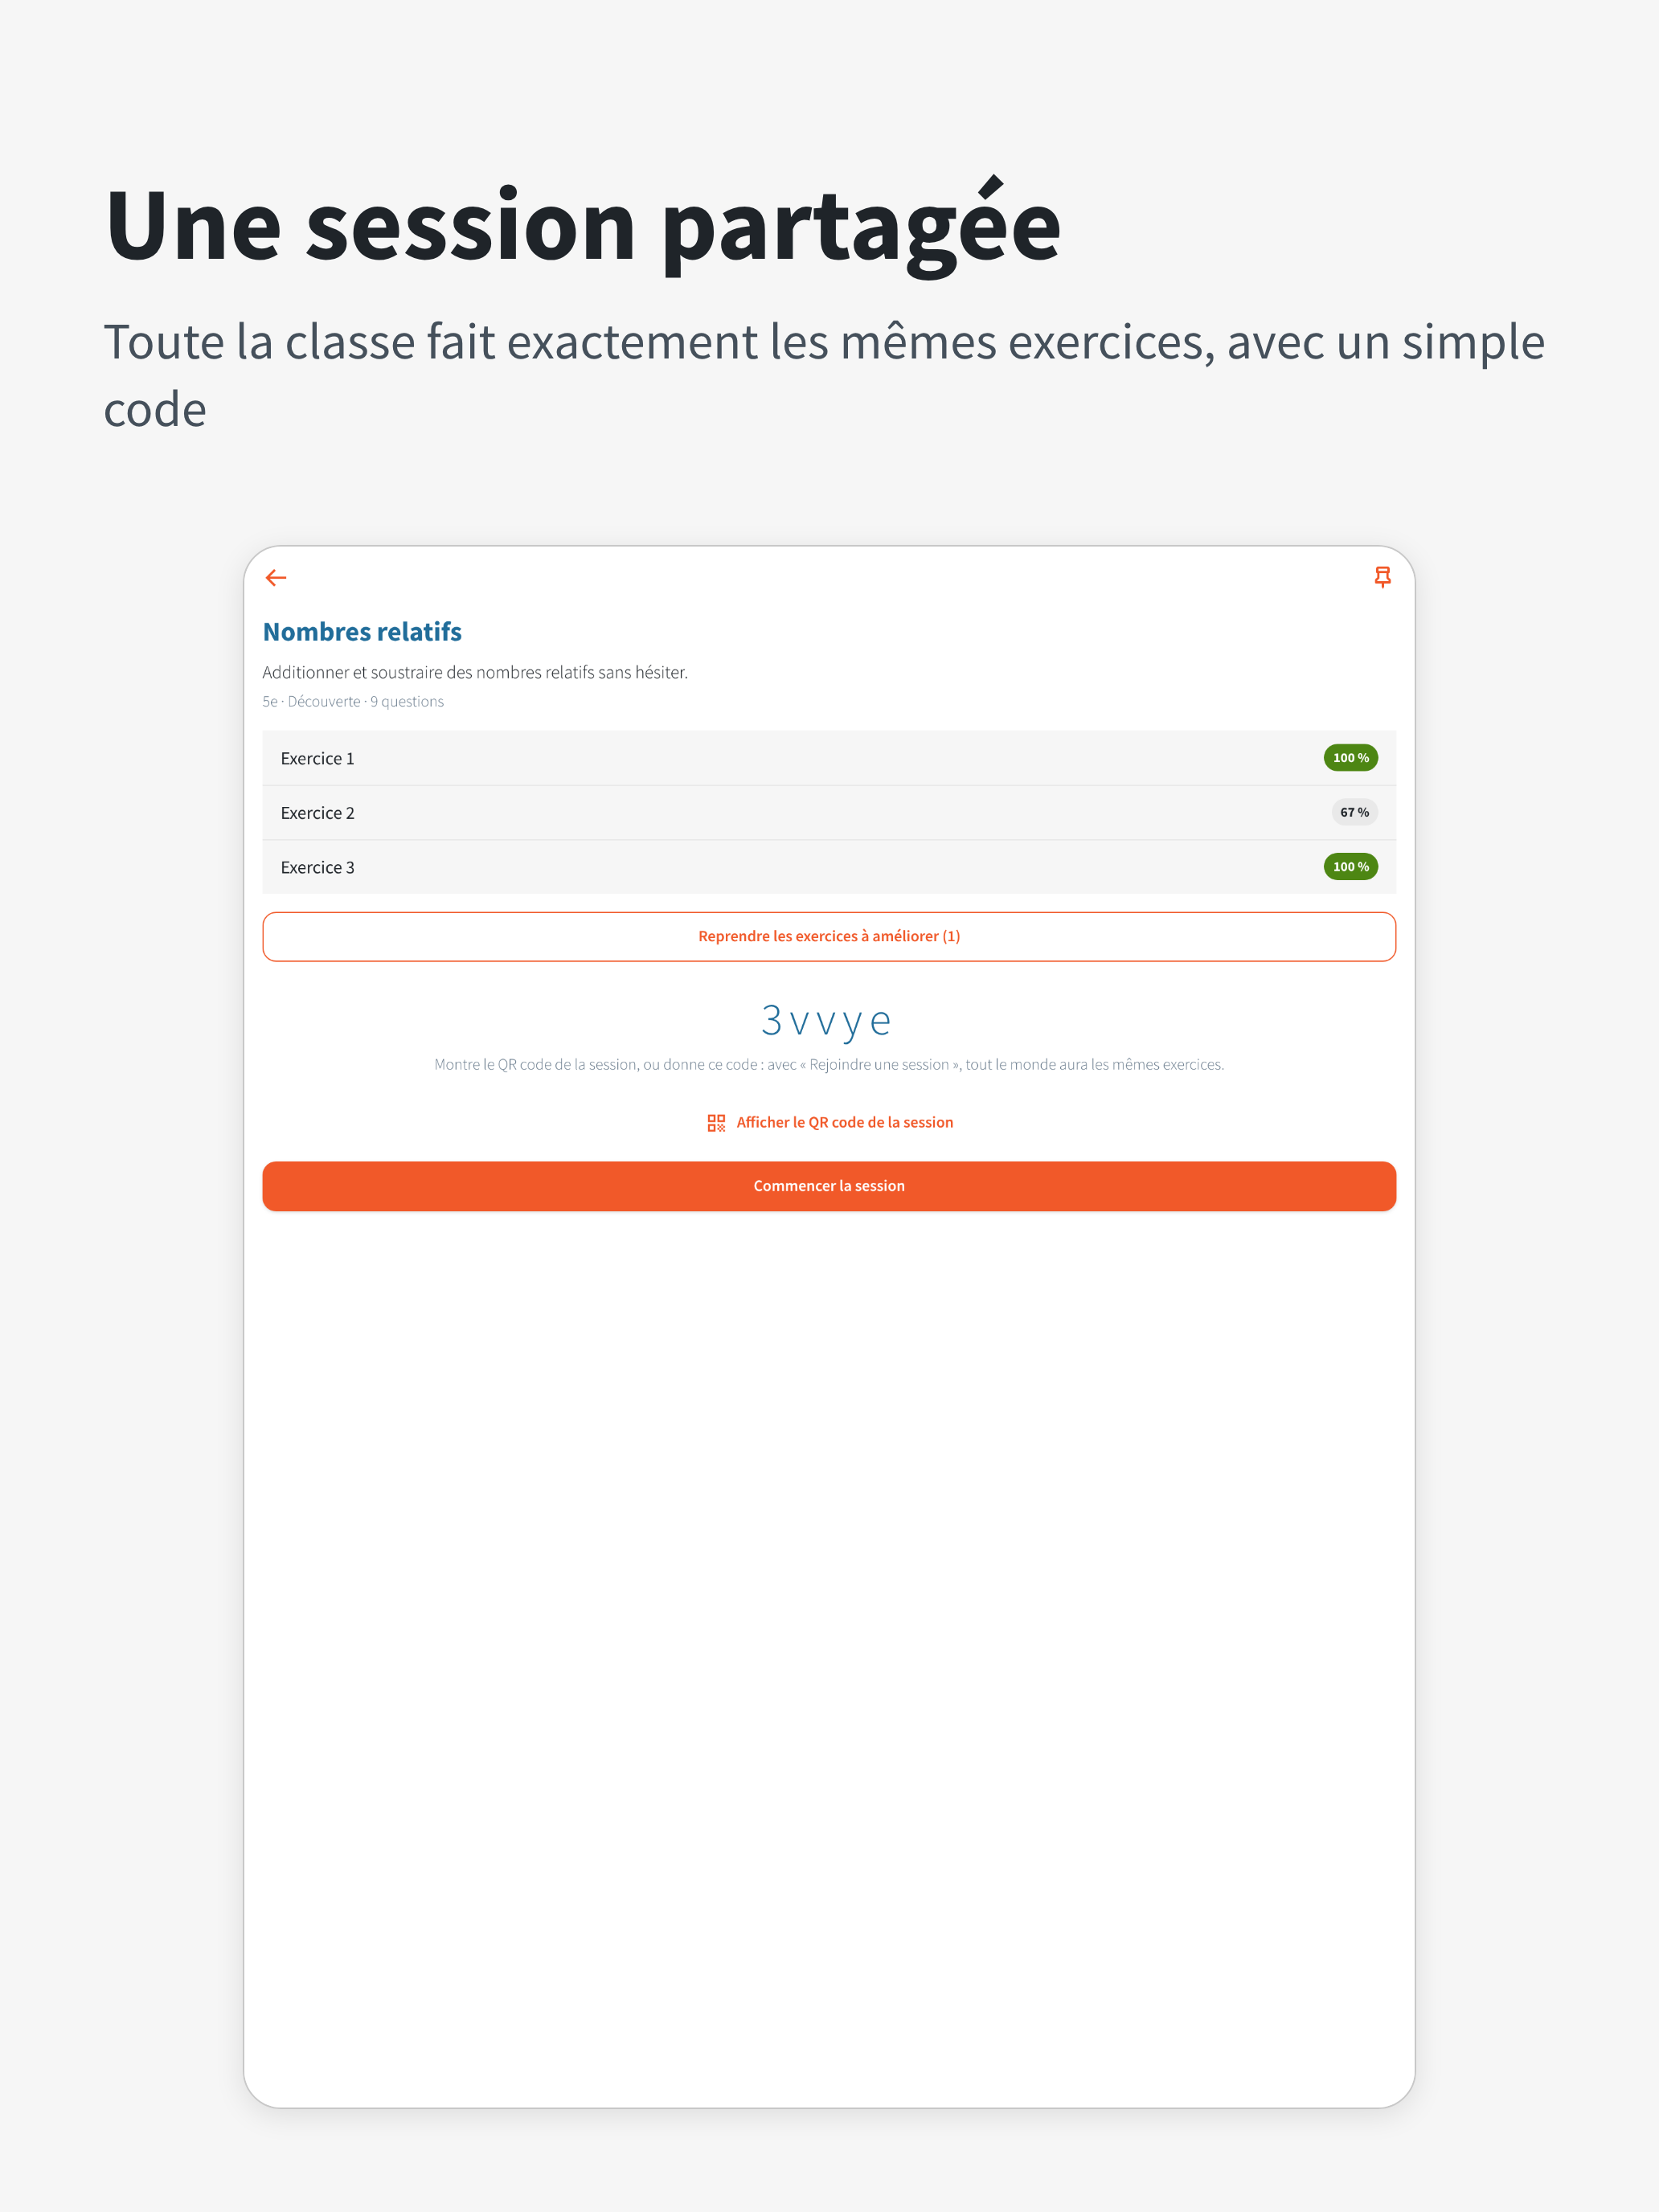 Une session partagée
Toute la classe fait exactement les mêmes exercices, avec un simple
code
Nombres relatifs
Additionner et soustraire des nombres relatifs sans hésiter.
5e · Découverte · 9 questions
Exercice 1
100 %
Exercice 2
67 %
Exercice 3
100 %
Reprendre les exercices à améliorer (1)
3vvye
Montre le QR code de la session, ou donne ce code : avec « Rejoindre une session », tout le monde aura les mêmes exercices.
Afficher le QR code de la session
Commencer la session